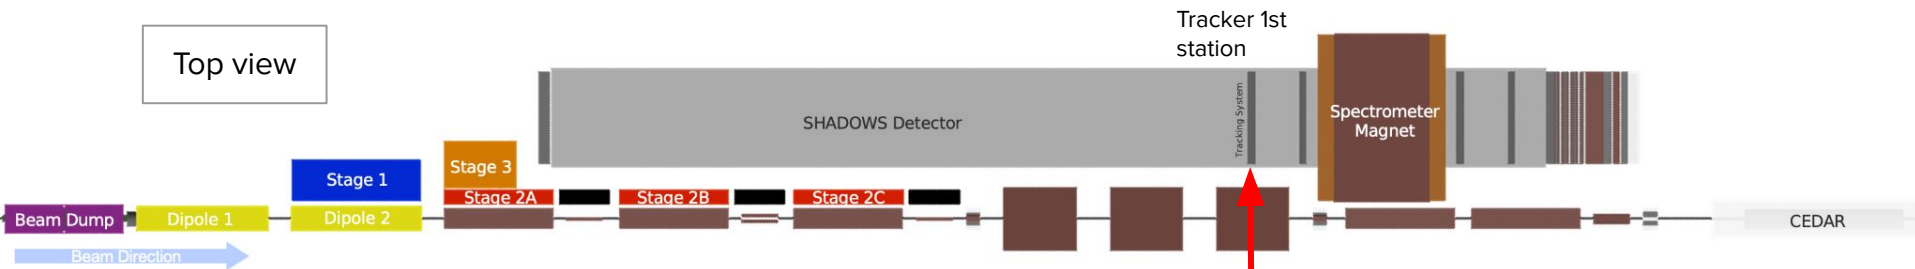 Tracker 1st
station
Top view
Tracking System
Spectrometer
Magnet
SHADOWS Detector
Stage 3
Stage 1
Stage 2A
Stage 2B
Stage 2C
Beam Dump
Dipole 1
Dipole 2
CEDAR
Beam Direction